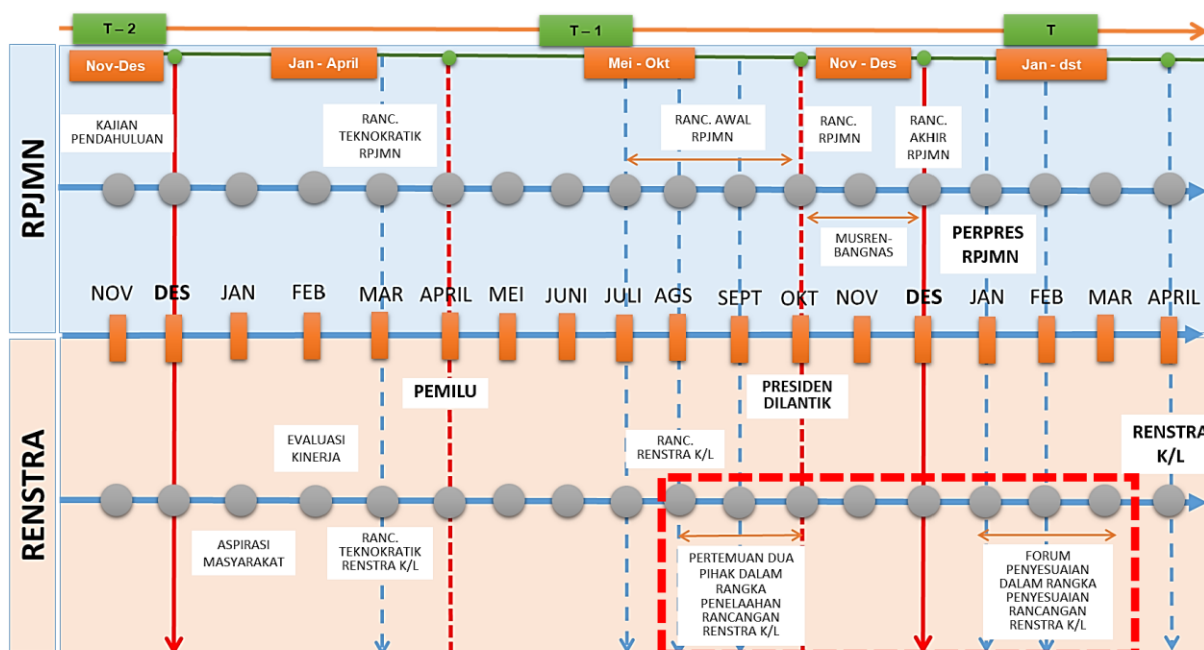 T – 2
T – 1
T
Nov-Des
Jan - April
Mei - Okt
Nov - Des
Jan - dst
RPJMN
KAJIAN
PENDAHULUAN
RANC.
TEKNOKRATIK
RPJMN
RANC. AWAL
RPJMN
RANC.
RPJMN
RANC.
AKHIR
RPJMN
MUSREN-
BANGNAS
PERPRES
RPJMN
NOV
DES
JAN
FEB
MAR
APRIL
MEI
JUNI
JULI
AGS
SEPT
OKT
NOV
DES
JAN
FEB
MAR
APRIL
RENSTRA
PEMILU
PRESIDEN
DILANTIK
EVALUASI
KINERJA
RANC.
RENSTRA K/L
RENSTRA
K/L
ASPIRASI
MASYARAKAT
RANC.
TEKNOKRATIK
RENSTRA K/L
PERTEMUAN DUA
PIHAK DALAM
RANGKA
PENELAAHAN
RANCANGAN
RENSTRA K/L
FORUM
PENYESUAIAN
DALAM RANGKA
PENYESUAIAN
RANCANGAN
RENSTRA K/L